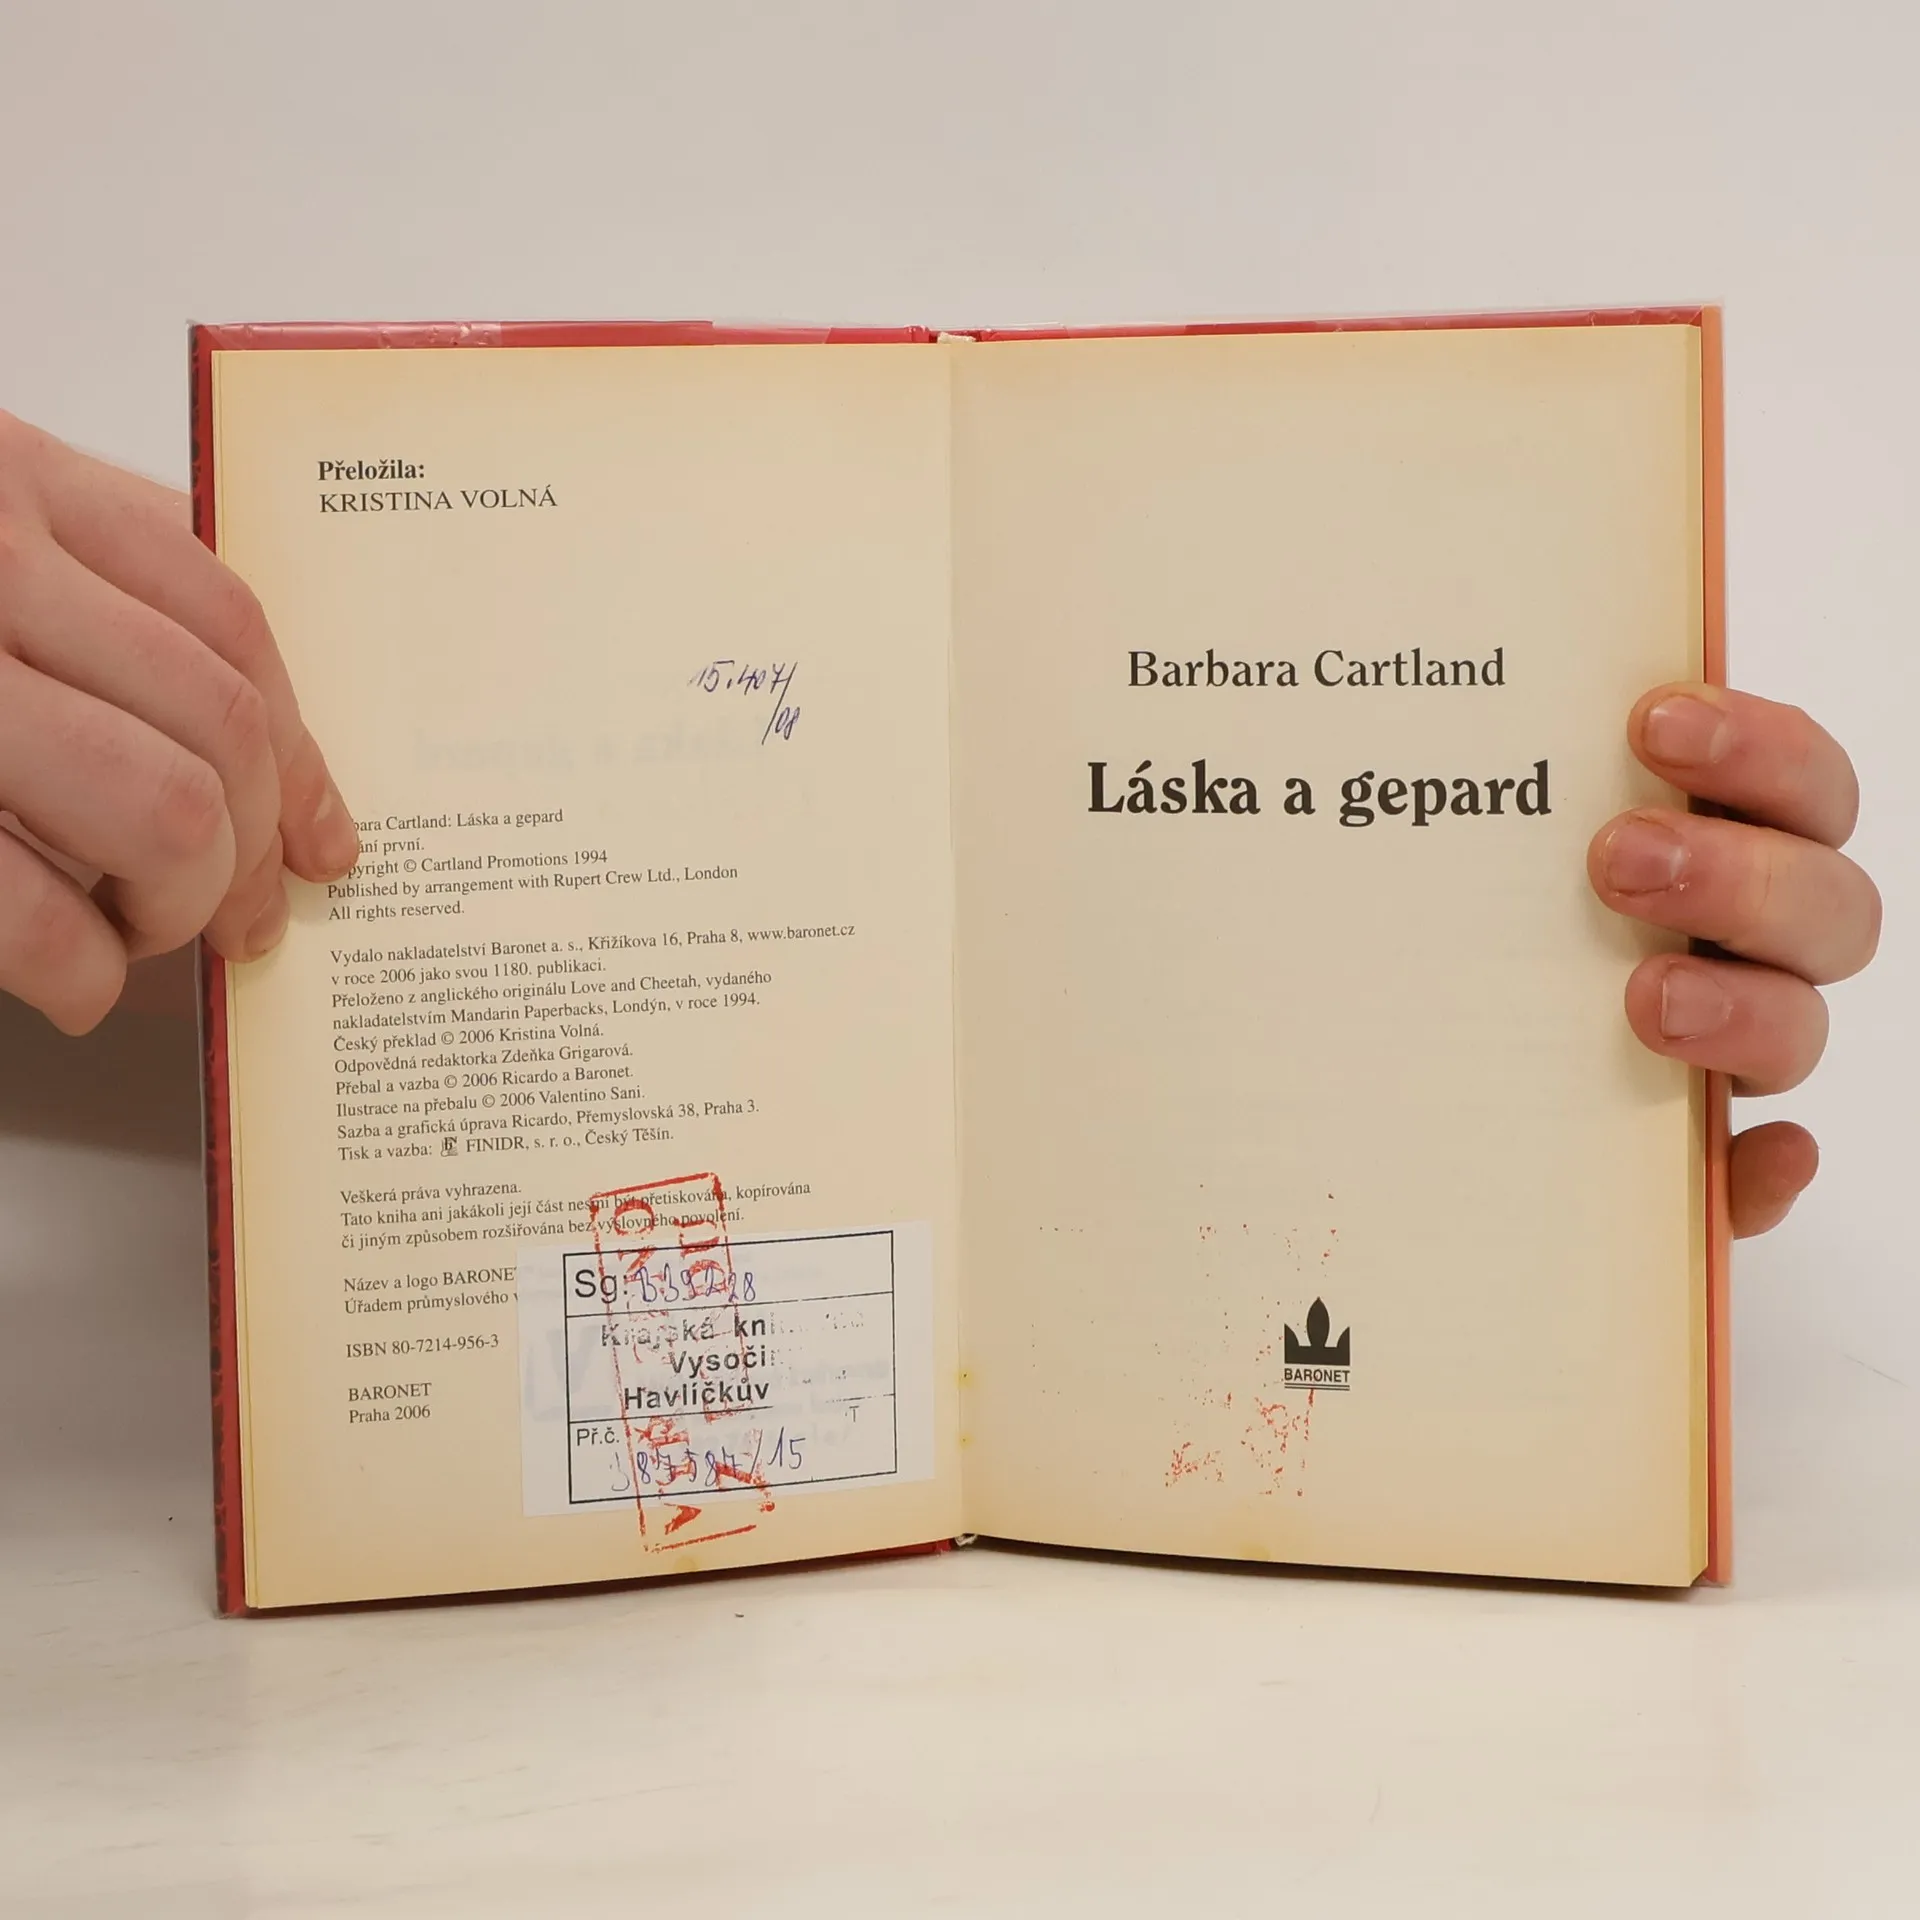 Přeložila:
KRISTINA VOLNÁ
15.407/
/08
bara Cartland: Láska a gepard
ání první.
pyright © Cartland Promotions 1994
Published by arrangement with Rupert Crew Ltd., London
All rights reserved.
Vydalo nakladatelství Baronet a. s., Křižíkova 16, Praha 8, www.baronet.cz
v roce 2006 jako svou 1180. publikaci.
Přeloženo z anglického originálu Love and Cheetah, vydaného
nakladatelstvím Mandarin Paperbacks, Londýn, v roce 1994.
Český překlad © 2006 Kristina Volná.
Odpovědná redaktorka Zdeňka Grigarová.
Přebal a vazba © 2006 Ricardo a Baronet.
Ilustrace na přebalu © 2006 Valentino Sani.
Sazba a grafická úprava Ricardo, Přemyslovská 38, Praha 3.
Tisk a vazba: FINIDR, s. r. o., Český Těšín.
Veškerá práva vyhrazena.
Tato kniha ani jakákoli její část nesmí být přetiskována, kopírována
či jiným způsobem rozšiřována bez výslovného povolení.
Název a logo BARONET
Úřadem průmyslového v
ISBN 80-7214-956-3
BARONET
Praha 2006
Sg:
Krajská kni
Vysoči
Havlíčkův
Př.č.
Barbara Cartland
Láska a gepard
BARONET